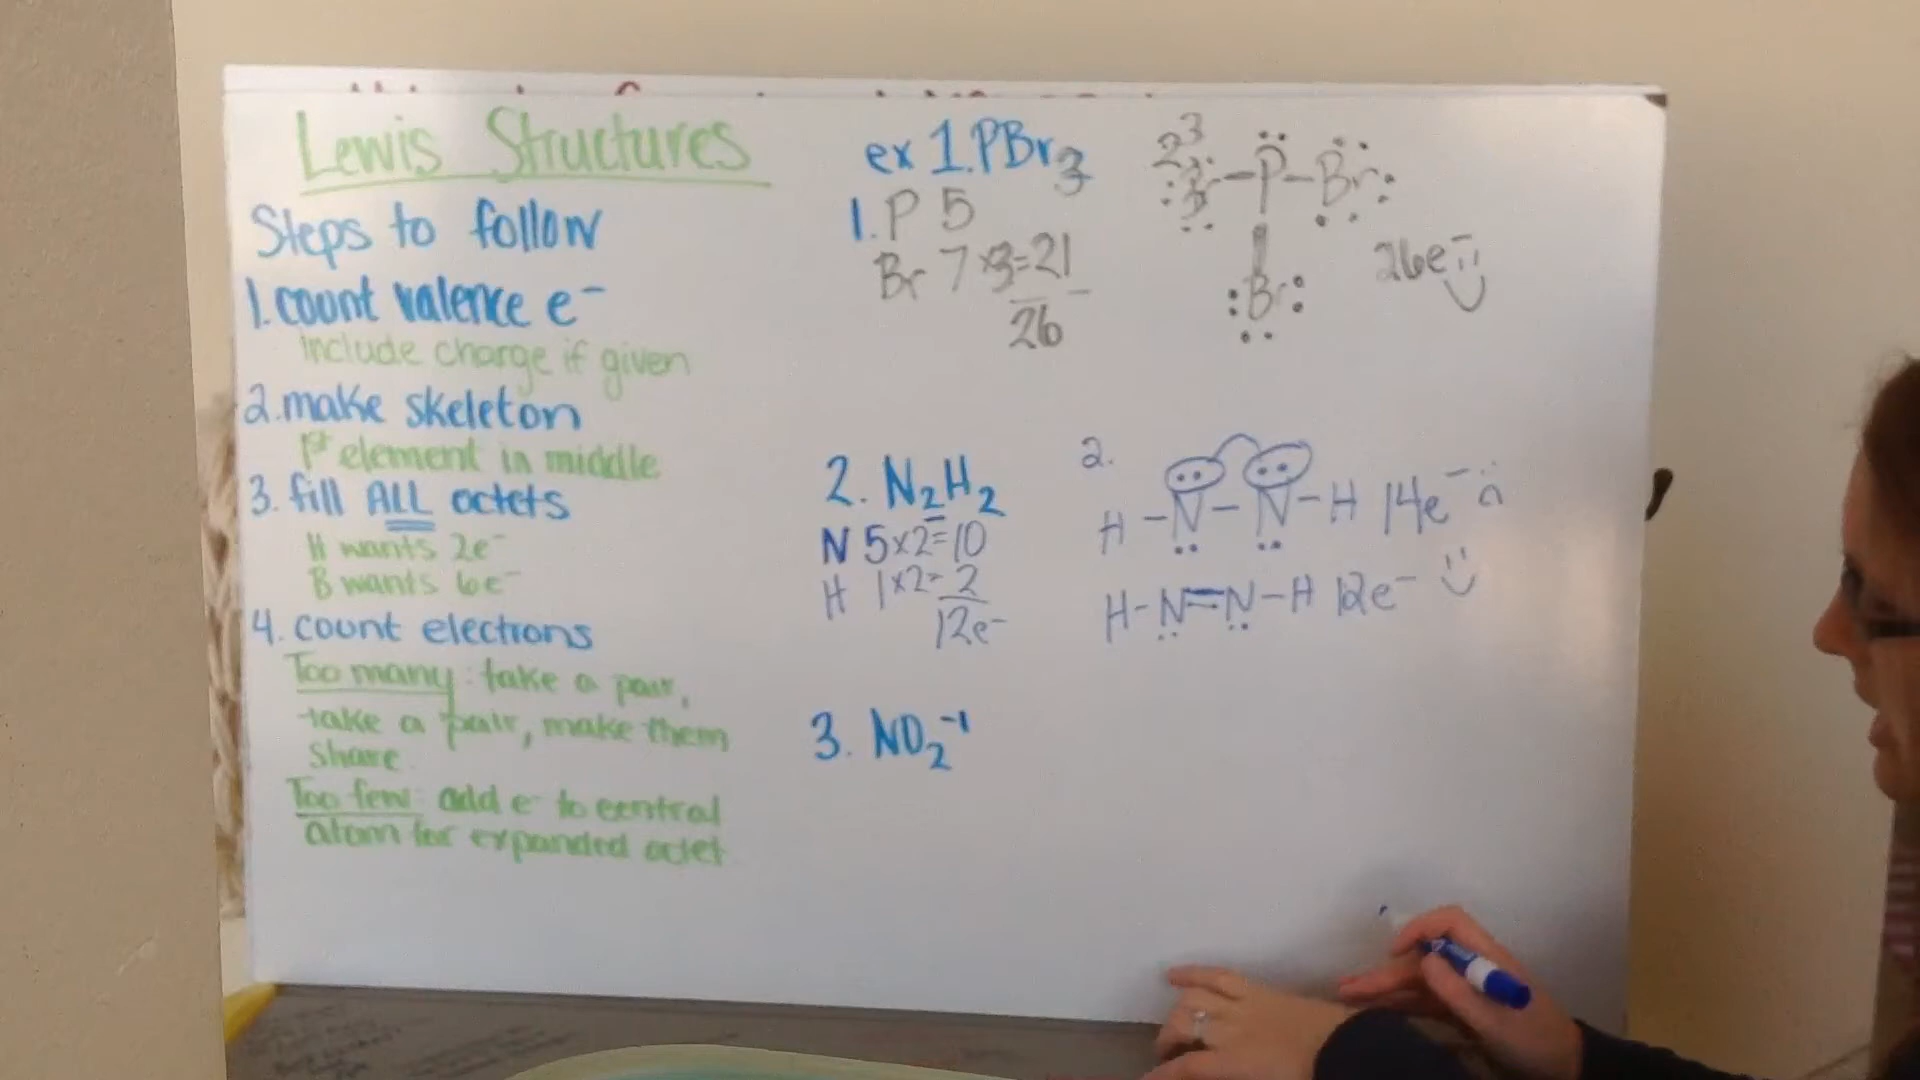 Lewis Structures
Steps to follow
1. count valence e⁻
include charge if given
2. make skeleton
1st element in middle
3. fill ALL octets
H wants 2e⁻
B wants 6e⁻
4. count electrons
Too many: take a pair,
take a pair, make them
share
Too few: add e⁻ to central
atom for expanded octet
ex 1. PBr₃
1. P 5
Br 7×3=21
26
2 3
Br–P–Br
Br
26e⁻
2. N₂H₂
N 5×2=10
H 1×2=2
12e⁻
2.
H–N–N–H 14e⁻
H–N=N–H 12e⁻
3. NO₂⁻¹